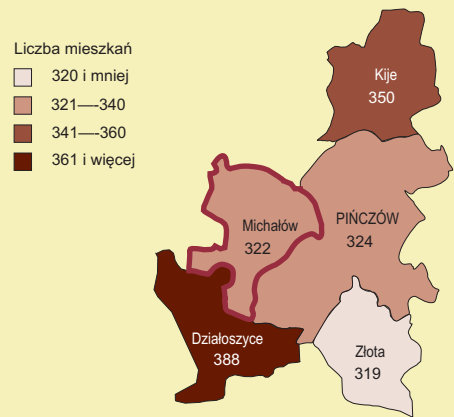 Liczba mieszkań
320 i mniej
321—-340
341—-360
361 i więcej
Kije
350
Michałów
322
PIŃCZÓW
324
Działoszyce
388
Złota
319